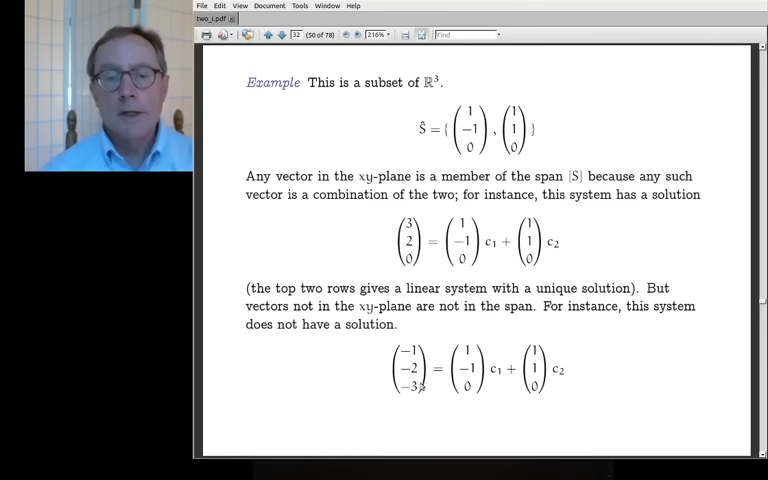 File Edit View Document Tools Window Help
two_i.pdf
32 (50 of 78) 216% Find
Example This is a subset of ℝ³.
Ŝ = { (1 −1 0), (1 1 0) }
Any vector in the xy-plane is a member of the span [S] because any such
vector is a combination of the two; for instance, this system has a solution
(3 2 0) = (1 −1 0) c₁ + (1 1 0) c₂
(the top two rows gives a linear system with a unique solution). But
vectors not in the xy-plane are not in the span. For instance, this system
does not have a solution.
(−1 −2 −3) = (1 −1 0) c₁ + (1 1 0) c₂